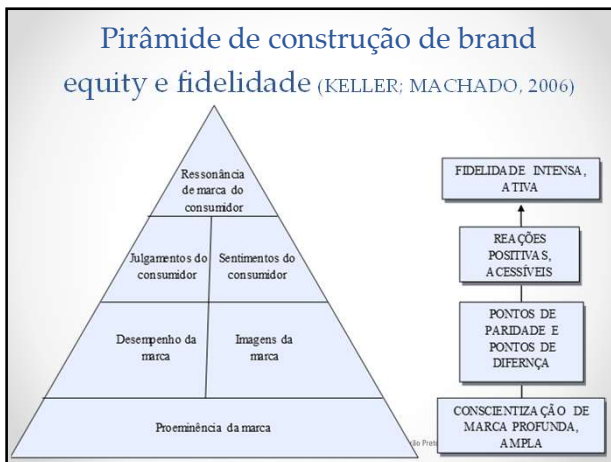 Pirâmide de construção de brand
equity e fidelidade (KELLER; MACHADO, 2006)
Ressonância
de marca do
consumidor
Julgamentos do
consumidor
Sentimentos do
consumidor
Desempenho da
marca
Imagens da
marca
Proeminência da marca
FIDELIDADE INTENSA,
ATIVA
REAÇÕES
POSITIVAS,
ACESSÍVEIS
PONTOS DE
PARIDADE E
PONTOS DE
DIFERNÇA
CONSCIENTIZAÇÃO DE
MARCA PROFUNDA,
AMPLA